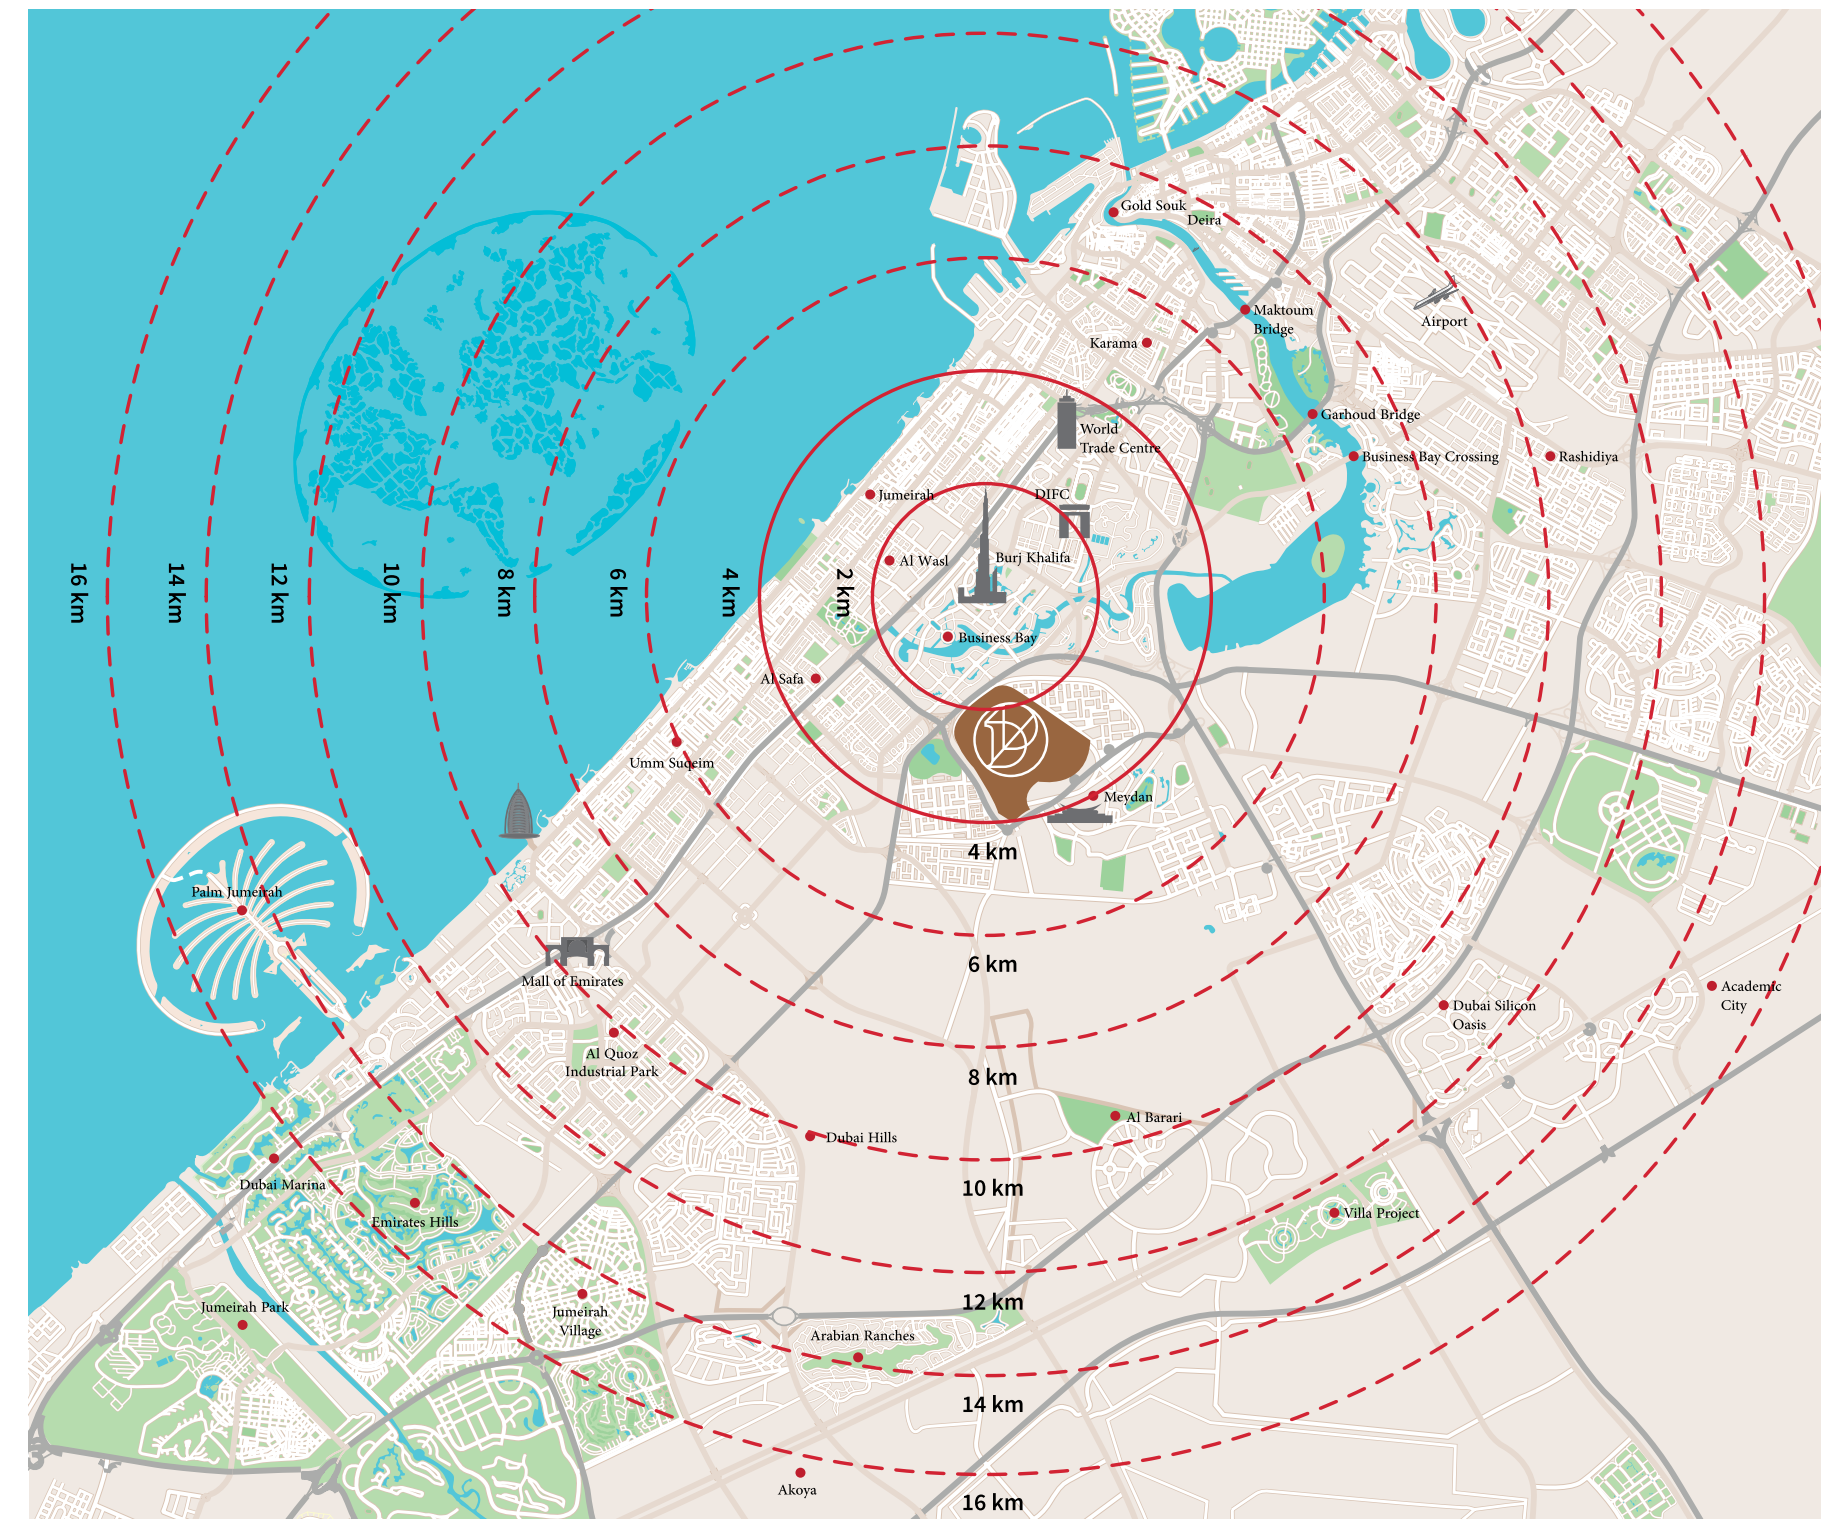 Gold Souk
Deira
Maktoum
Bridge
Airport
Karama
Garhoud Bridge
World
Trade Centre
Business Bay Crossing
Rashidiya
Jumeirah
DIFC
Al Wasl
Burj Khalifa
16 km
14 km
12 km
10 km
8 km
6 km
4 km
2 km
Business Bay
Al Safa
Umm Suqeim
Meydan
4 km
Palm Jumeirah
6 km
Mall of Emirates
Academic
City
Dubai Silicon
Oasis
Al Quoz
Industrial Park
8 km
Al Barari
Dubai Hills
Dubai Marina
10 km
Emirates Hills
Villa Project
Jumeirah Park
12 km
Jumeirah
Village
Arabian Ranches
14 km
Akoya
16 km